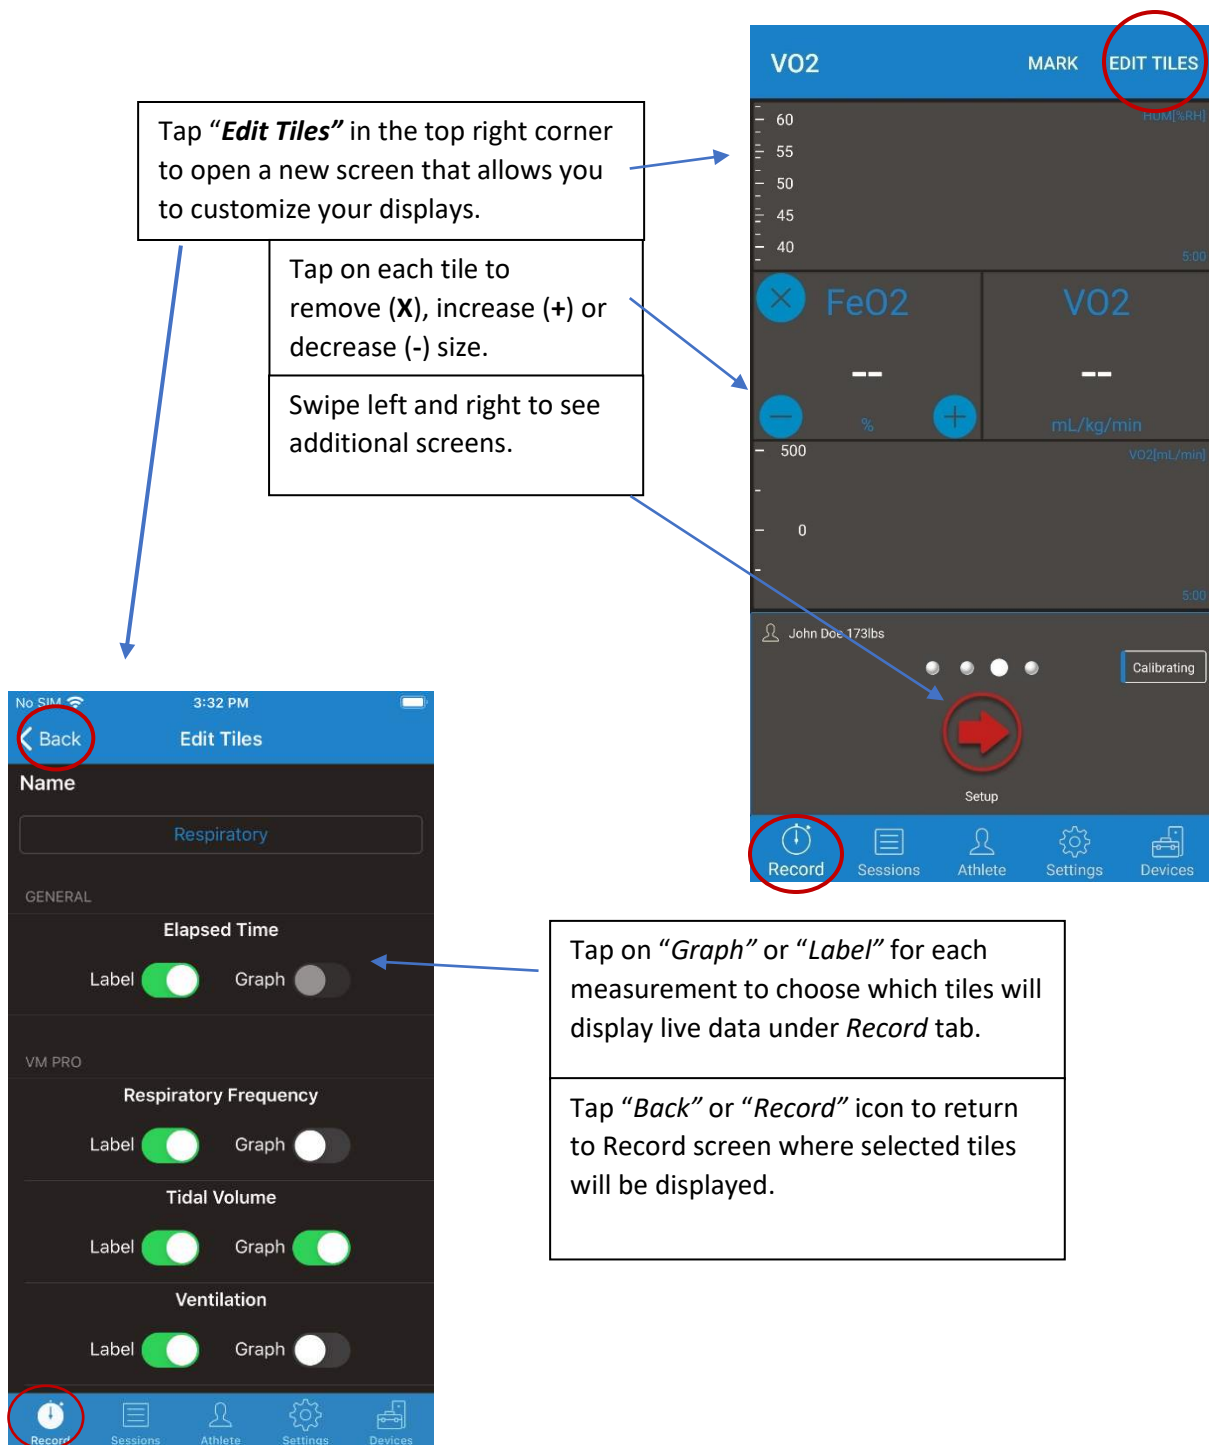 VO2 MARK EDIT TILES
Tap “Edit Tiles” in the top right corner
to open a new screen that allows you
to customize your displays.
Tap on each tile to
remove (X), increase (+) or
decrease (-) size.
Swipe left and right to see
additional screens.
60 HUM[%RH]
55
50
45
40
5:00
FeO2 VO2
-- --
% mL/kg/min
500 VO2[mL/min]
0
5:00
John Doe 173lbs
Calibrating
Setup
Record Sessions Athlete Settings Devices
No SIM 3:32 PM
Back Edit Tiles
Name
Respiratory
GENERAL
Elapsed Time
Label Graph
VM PRO
Respiratory Frequency
Label Graph
Tidal Volume
Label Graph
Ventilation
Label Graph
Record Sessions Athlete Settings Devices
Tap on “Graph” or “Label” for each
measurement to choose which tiles will
display live data under Record tab.
Tap “Back” or “Record” icon to return
to Record screen where selected tiles
will be displayed.